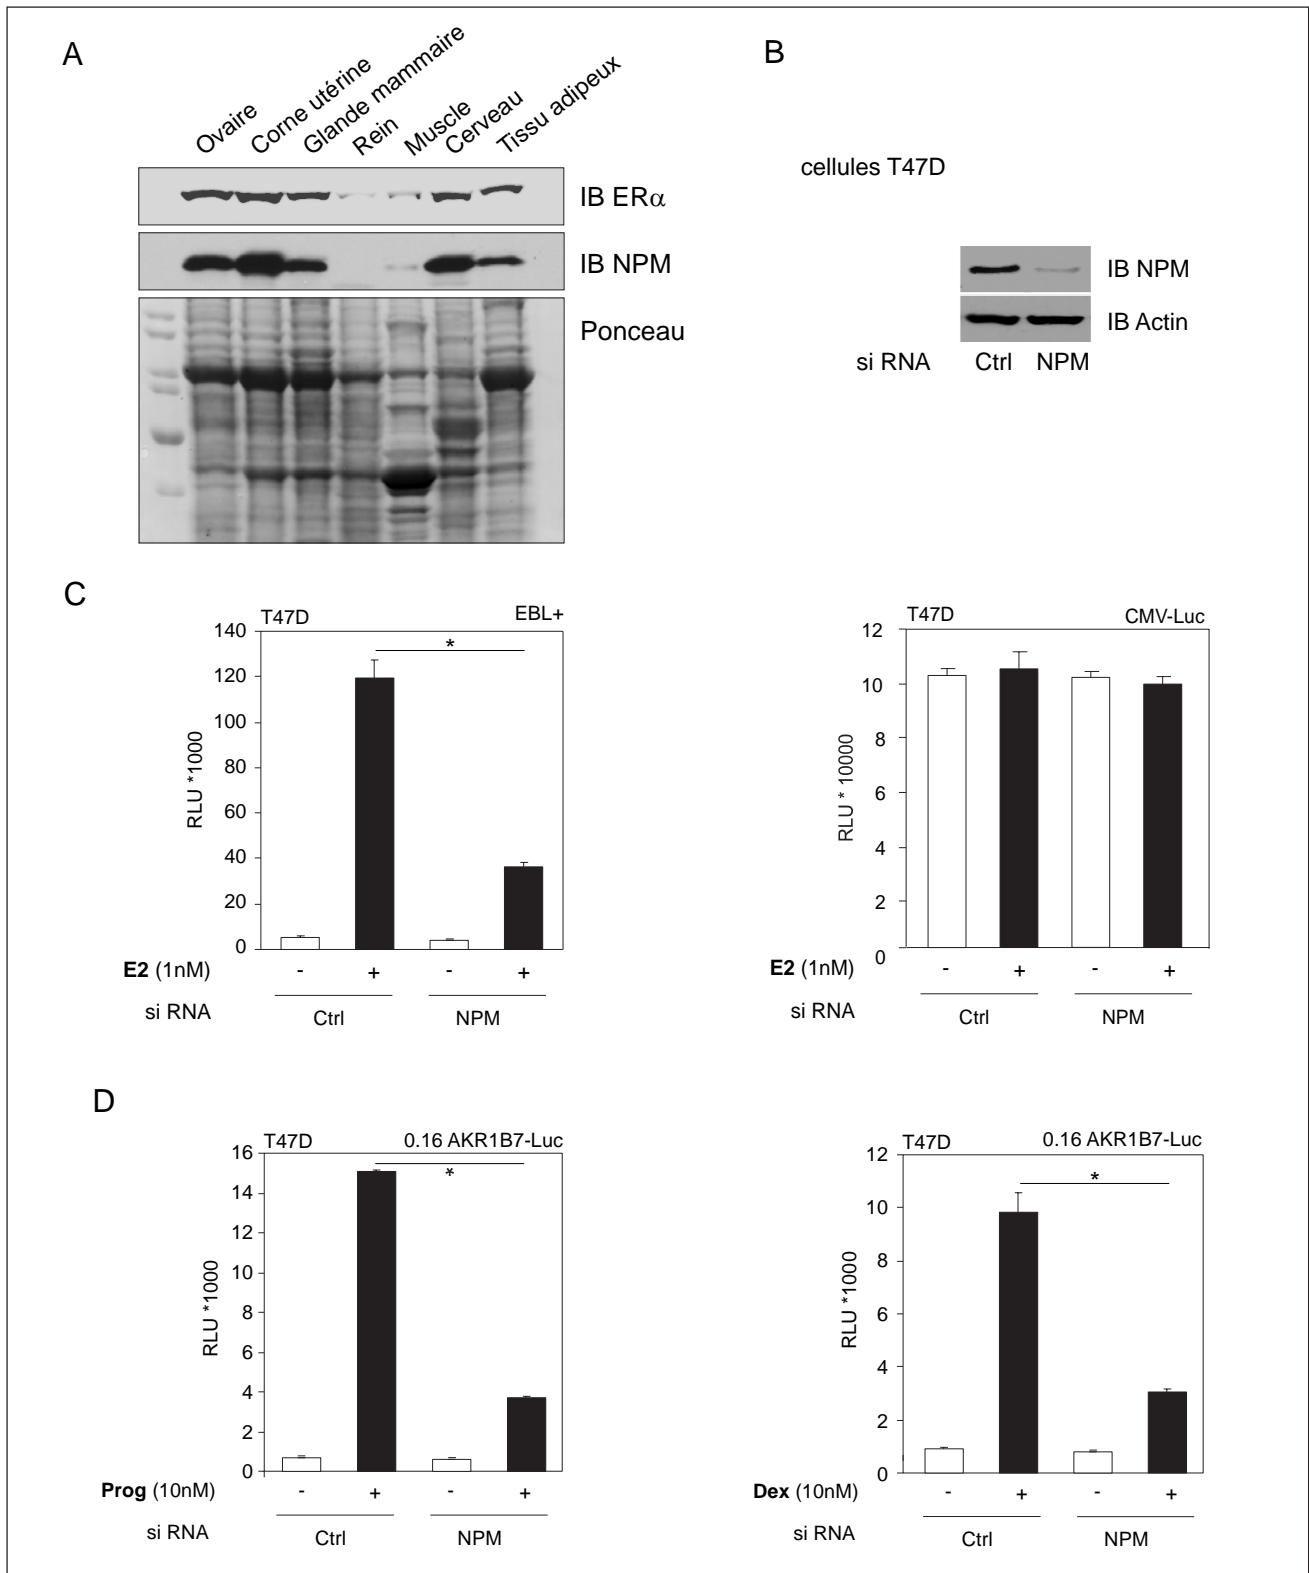 A
Ovaire
Corne utérine
Glande mammaire
Rein
Muscle
Cerveau
Tissu adipeux
IB ERα
IB NPM
Ponceau
B
cellules T47D
IB NPM
IB Actin
si RNA Ctrl NPM
C
T47D EBL+
140
120
100
80
60
40
20
0
RLU *1000
*
E2 (1nM) - + - +
si RNA Ctrl NPM
T47D CMV-Luc
12
10
8
6
4
2
0
RLU * 10000
E2 (1nM) - + - +
si RNA Ctrl NPM
D
T47D 0.16 AKR1B7-Luc
16
14
12
10
8
6
4
2
0
RLU *1000
*
Prog (10nM) - + - +
si RNA Ctrl NPM
T47D 0.16 AKR1B7-Luc
12
10
8
6
4
2
0
RLU *1000
*
Dex (10nM) - + - +
si RNA Ctrl NPM